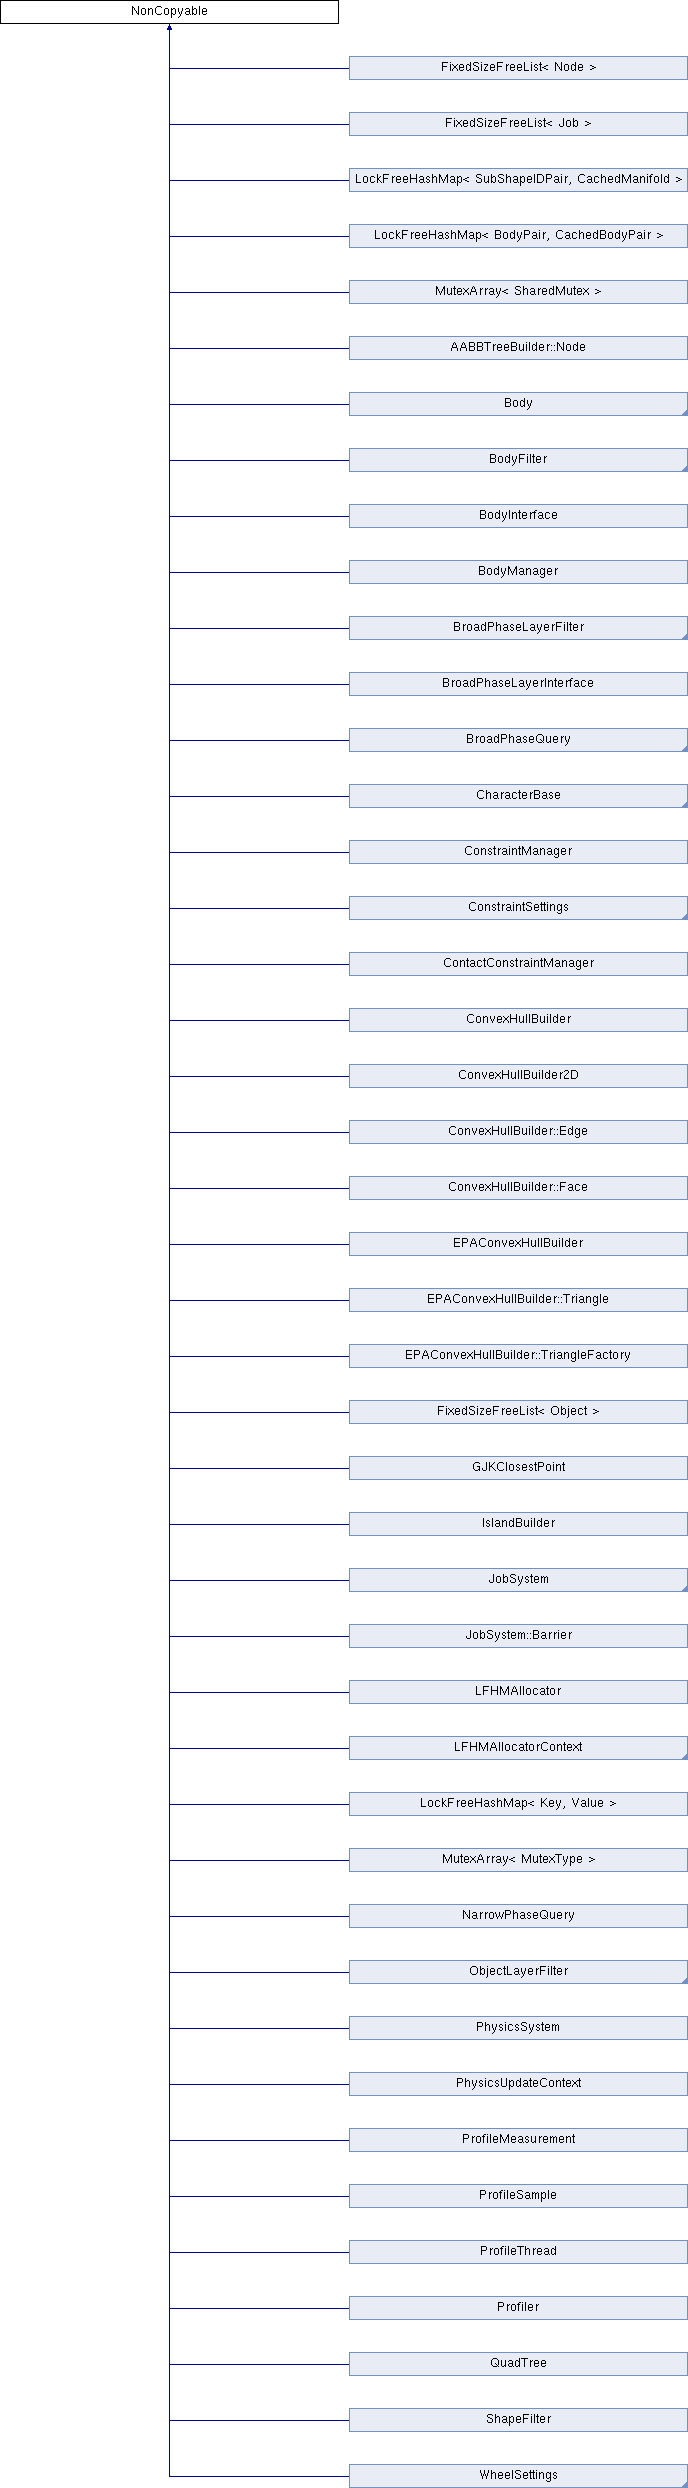 NonCopyable
FixedSizeFreeList< Node >
FixedSizeFreeList< Job >
LockFreeHashMap< SubShapeIDPair, CachedManifold >
LockFreeHashMap< BodyPair, CachedBodyPair >
MutexArray< SharedMutex >
AABBTreeBuilder::Node
Body
BodyFilter
BodyInterface
BodyManager
BroadPhaseLayerFilter
BroadPhaseLayerInterface
BroadPhaseQuery
CharacterBase
ConstraintManager
ConstraintSettings
ContactConstraintManager
ConvexHullBuilder
ConvexHullBuilder2D
ConvexHullBuilder::Edge
ConvexHullBuilder::Face
EPAConvexHullBuilder
EPAConvexHullBuilder::Triangle
EPAConvexHullBuilder::TriangleFactory
FixedSizeFreeList< Object >
GJKClosestPoint
IslandBuilder
JobSystem
JobSystem::Barrier
LFHMAllocator
LFHMAllocatorContext
LockFreeHashMap< Key, Value >
MutexArray< MutexType >
NarrowPhaseQuery
ObjectLayerFilter
PhysicsSystem
PhysicsUpdateContext
ProfileMeasurement
ProfileSample
ProfileThread
Profiler
QuadTree
ShapeFilter
WheelSettings